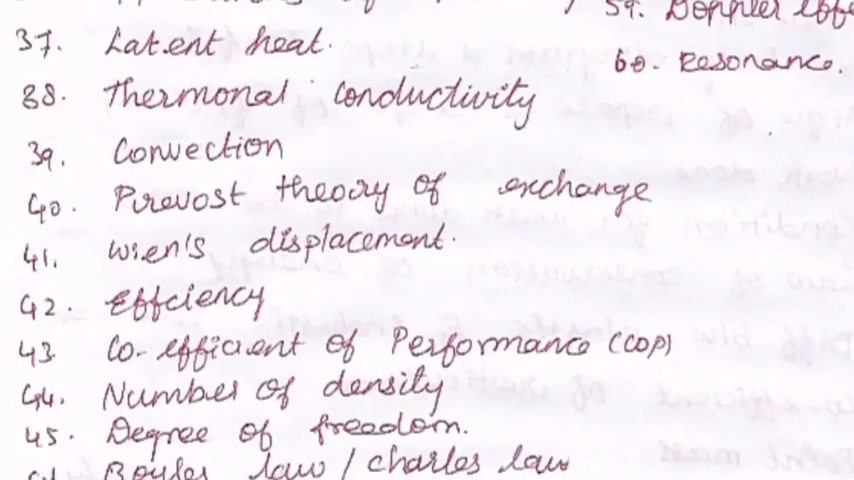 59. Doppler effe
37. Latent heat.
60. Resonance.
38. Thermonal conductivity
39. Convection
40. Pirevost theory of exchange
41. Wien's displacement.
42. Effciency
43. Co-efficient of Performance (COP)
44. Number of density
45. Degree of freedom.
Boyles law / Charles law